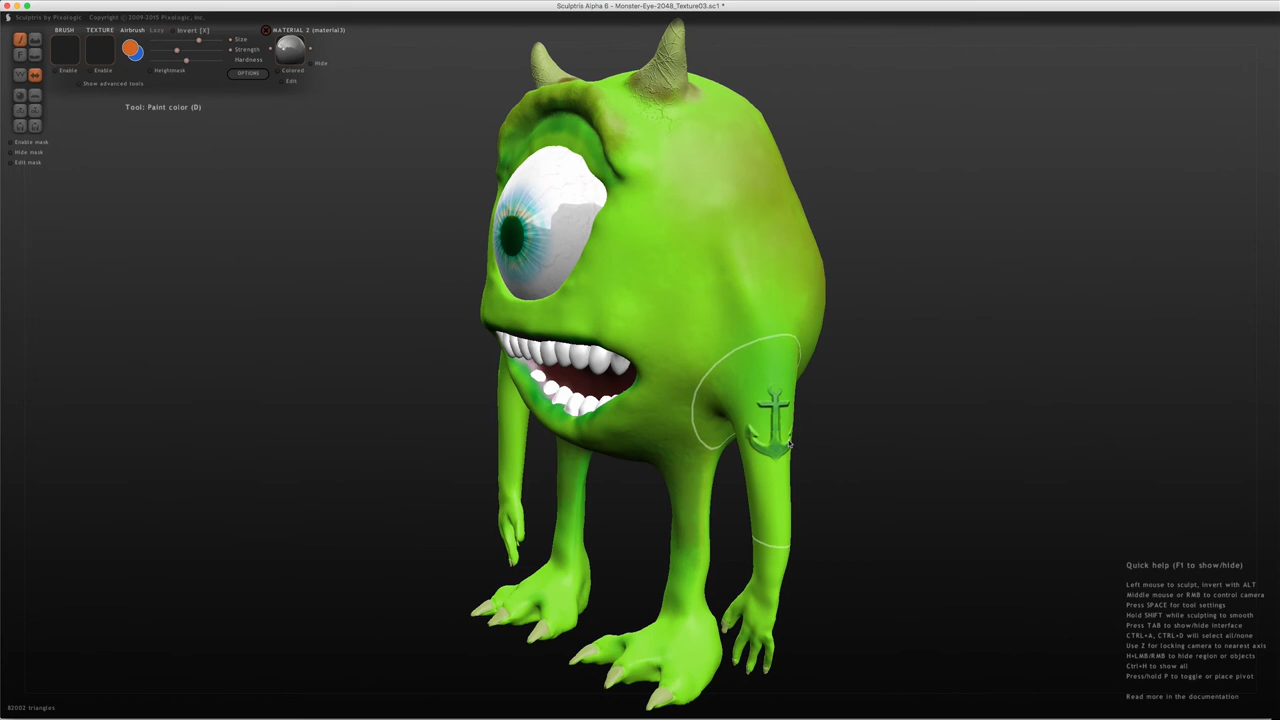 Sculptris Alpha 6 - Monster-Eye-2048_Texture03.sc1 *
Sculptris by Pixologic Copyright © 2009-2015 Pixologic, Inc.
BRUSH TEXTURE Airbrush Lazy Invert [X] MATERIAL 2 (material3)
Size
Strength
Hardness
Hide
Enable Enable Heightmask OPTIONS Colored
Edit
Show advanced tools
Tool: Paint color (D)
Enable mask
Hide mask
Edit mask
Quick help (F1 to show/hide)
Left mouse to sculpt, Invert with ALT
Middle mouse or RMB to control camera
Press SPACE for tool settings
Hold SHIFT while sculpting to smooth
Press TAB to show/hide interface
CTRL+A, CTRL+D will select all/none
Use Z for locking camera to nearest axis
H+LMB/RMB to hide region or objects
Ctrl+H to show all
Press/hold P to toggle or place pivot
Read more in the documentation
82002 triangles